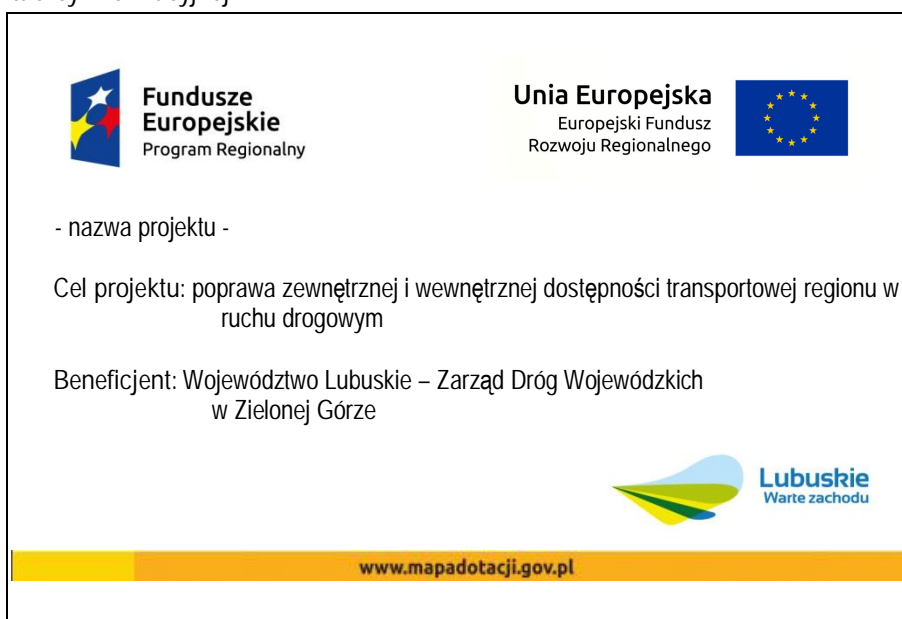 Fundusze
Europejskie
Program Regionalny
Unia Europejska
Europejski Fundusz
Rozwoju Regionalnego
- nazwa projektu -
Cel projektu: poprawa zewnętrznej i wewnętrznej dostępności transportowej regionu w
ruchu drogowym
Beneficjent: Województwo Lubuskie – Zarząd Dróg Wojewódzkich
w Zielonej Górze
Lubuskie
Warte zachodu
www.mapadotacji.gov.pl